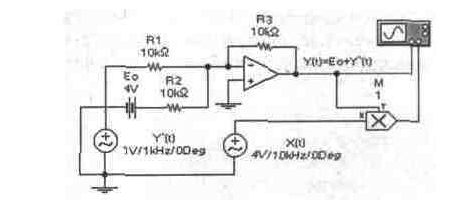 R3
10kΩ
R1
10kΩ
Y(t)=Eo+Y"(t)
Eo
4V
R2
10kΩ
M
1
Y
X
Y"(t)
1V/1kHz/0Deg
X(t)
4V/10kHz/0Deg